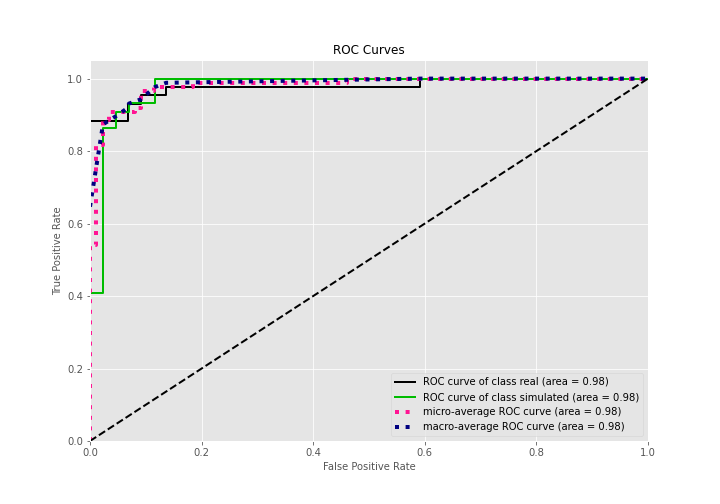 ROC Curves
1.0
0.8
0.6
0.4
0.2
0.0
True Positive Rate
ROC curve of class real (area = 0.98)
ROC curve of class simulated (area = 0.98)
micro-average ROC curve (area = 0.98)
macro-average ROC curve (area = 0.98)
0.0 0.2 0.4 0.6 0.8 1.0
False Positive Rate